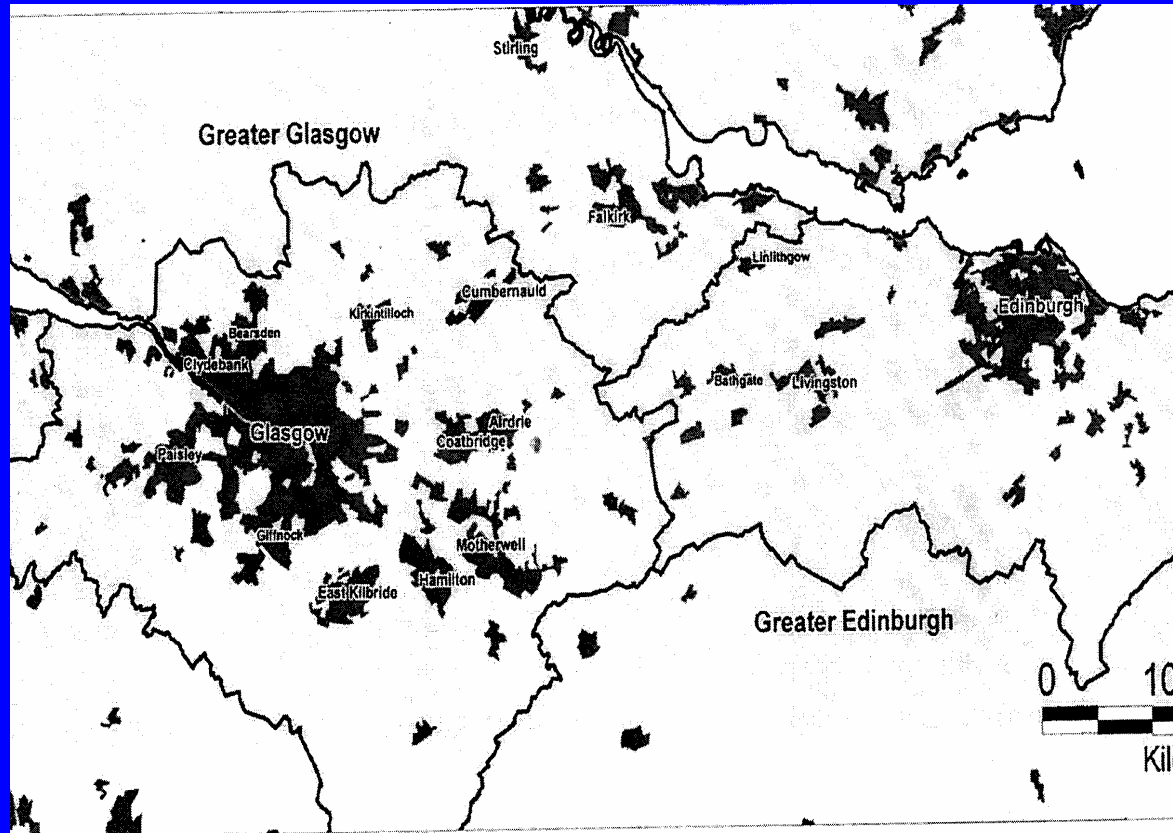 Stirling
Greater Glasgow
Falkirk
Linlithgow
Cumbernauld
Kirkintilloch
Edinburgh
Bearsden
Clydebank
Bathgate
Livingston
Airdrie
Glasgow
Coatbridge
Paisley
Giffnock
Motherwell
Hamilton
East Kilbride
Greater Edinburgh
0 10
Kil